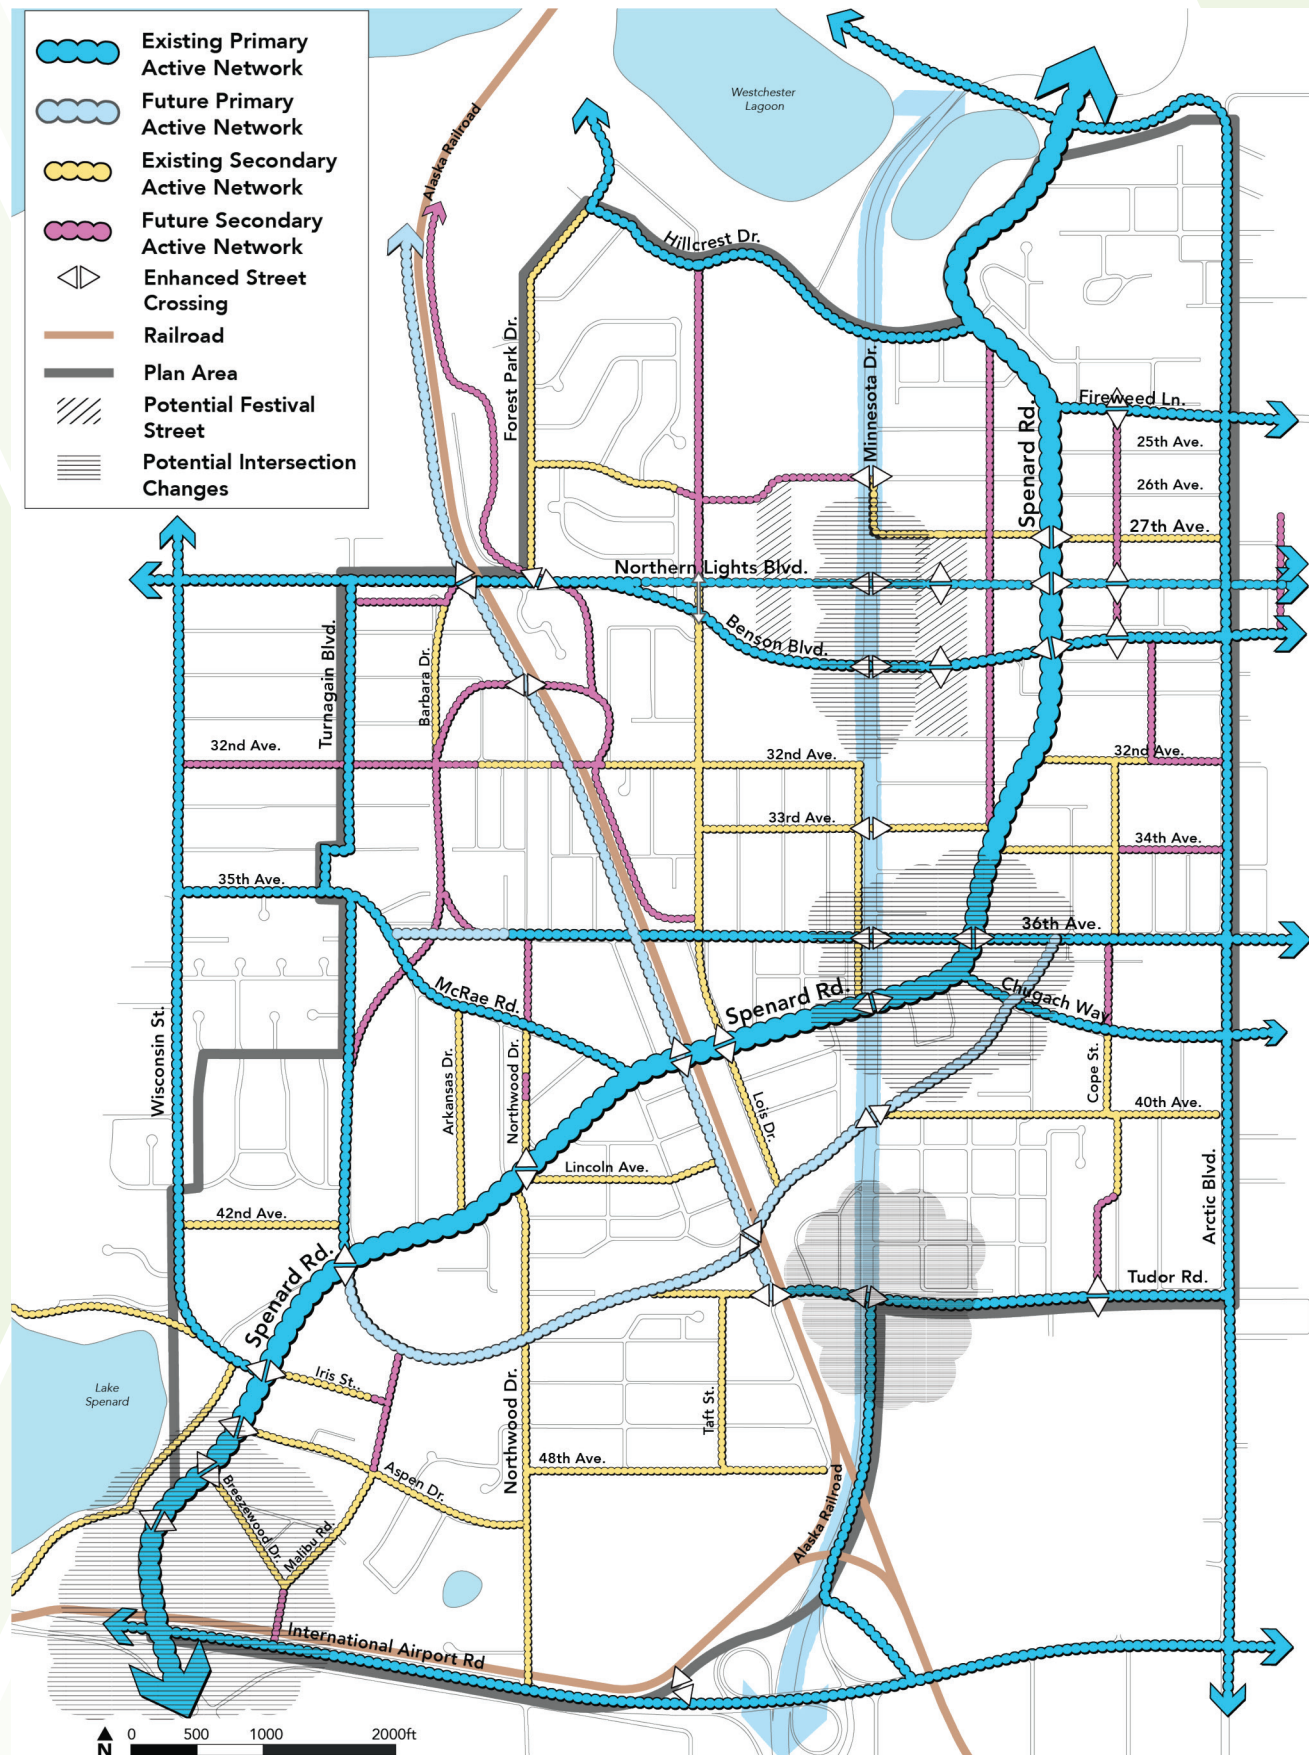 Existing Primary
Active Network
Future Primary
Active Network
Existing Secondary
Active Network
Future Secondary
Active Network
Enhanced Street
Crossing
Railroad
Plan Area
Potential Festival
Street
Potential Intersection
Changes
Westchester
Lagoon
Alaska Railroad
Hillcrest Dr.
Forest Park Dr.
Minnesota Dr.
Spenard Rd.
Fireweed Ln.
25th Ave.
26th Ave.
27th Ave.
Northern Lights Blvd.
Benson Blvd.
Turnagain Blvd.
Barbara Dr.
32nd Ave.
32nd Ave.
32nd Ave.
33rd Ave.
34th Ave.
35th Ave.
36th Ave.
McRae Rd.
Spenard Rd.
Chugach Way
Wisconsin St.
Arkansas Dr.
Northwood Dr.
Lois Dr.
Cope St.
40th Ave.
Lincoln Ave.
Arctic Blvd.
42nd Ave.
Spenard Rd.
Tudor Rd.
Iris St.
Lake
Spenard
Northwood Dr.
Taft St.
48th Ave.
Aspen Dr.
Breezewood Dr.
Malibu Rd.
Alaska Railroad
International Airport Rd
0 500 1000 2000ft
N